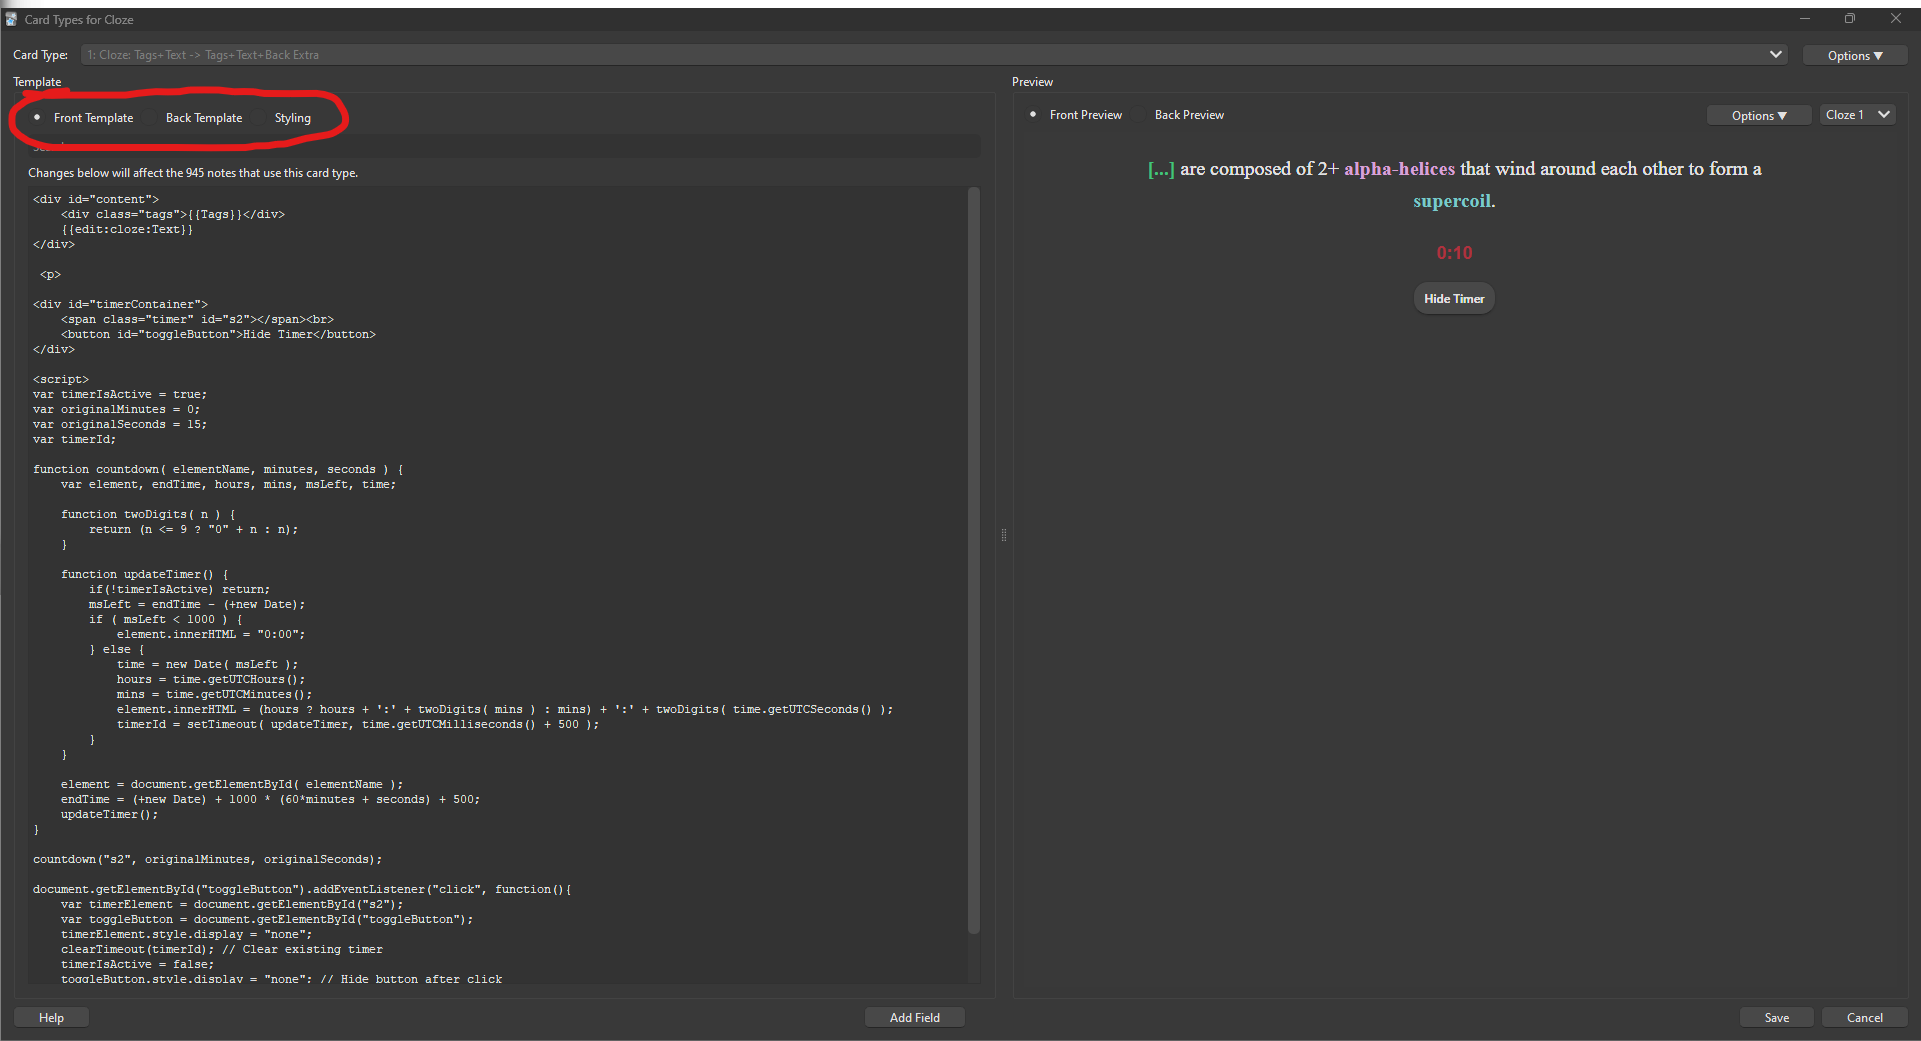 Card Types for Cloze
Card Type: 1: Cloze: Tags+Text -> Tags+Text+Back Extra
Options ▼
Template
Front Template Back Template Styling
Changes below will affect the 945 notes that use this card type.
<div id="content">
    <div class="tags">{{Tags}}</div>
    {{edit:cloze:Text}}
</div>
<p>
<div id="timerContainer">
    <span class="timer" id="s2"></span><br>
    <button id="toggleButton">Hide Timer</button>
</div>
<script>
var timerIsActive = true;
var originalMinutes = 0;
var originalSeconds = 15;
var timerId;
function countdown( elementName, minutes, seconds ) {
    var element, endTime, hours, mins, msLeft, time;
    function twoDigits( n ) {
        return (n <= 9 ? "0" + n : n);
    }
    function updateTimer() {
        if(!timerIsActive) return;
        msLeft = endTime - (+new Date);
        if ( msLeft < 1000 ) {
            element.innerHTML = "0:00";
        } else {
            time = new Date( msLeft );
            hours = time.getUTCHours();
            mins = time.getUTCMinutes();
            element.innerHTML = (hours ? hours + ':' + twoDigits( mins ) : mins) + ':' + twoDigits( time.getUTCSeconds() );
            timerId = setTimeout( updateTimer, time.getUTCMilliseconds() + 500 );
        }
    }
    element = document.getElementById( elementName );
    endTime = (+new Date) + 1000 * (60*minutes + seconds) + 500;
    updateTimer();
}
countdown("s2", originalMinutes, originalSeconds);
document.getElementById("toggleButton").addEventListener("click", function(){
    var timerElement = document.getElementById("s2");
    var toggleButton = document.getElementById("toggleButton");
    timerElement.style.display = "none";
    clearTimeout(timerId); // Clear existing timer
    timerIsActive = false;
    toggleButton.style.display = "none"; // Hide button after click
Help
Add Field
Preview
Front Preview Back Preview
Options ▼ Cloze 1
[...] are composed of 2+ alpha-helices that wind around each other to form a
supercoil.
0:10
Hide Timer
Save
Cancel